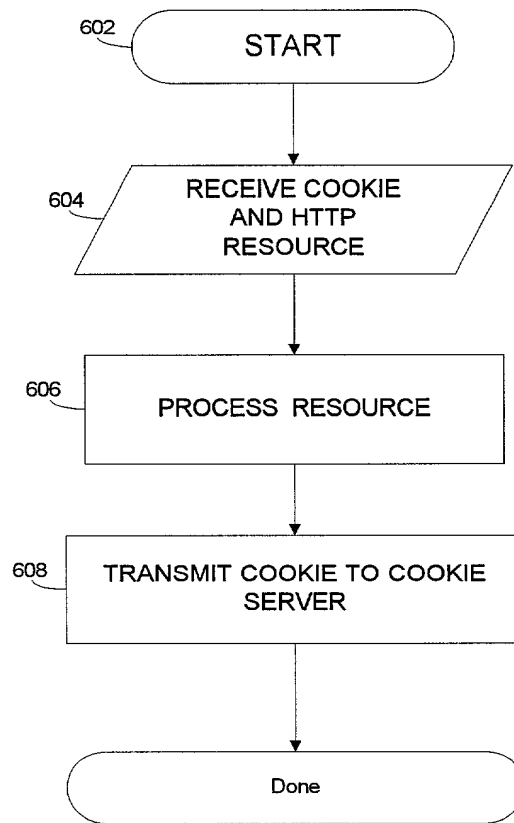 602
START
604
RECEIVE COOKIE
AND HTTP
RESOURCE
606
PROCESS RESOURCE
608
TRANSMIT COOKIE TO COOKIE
SERVER
Done